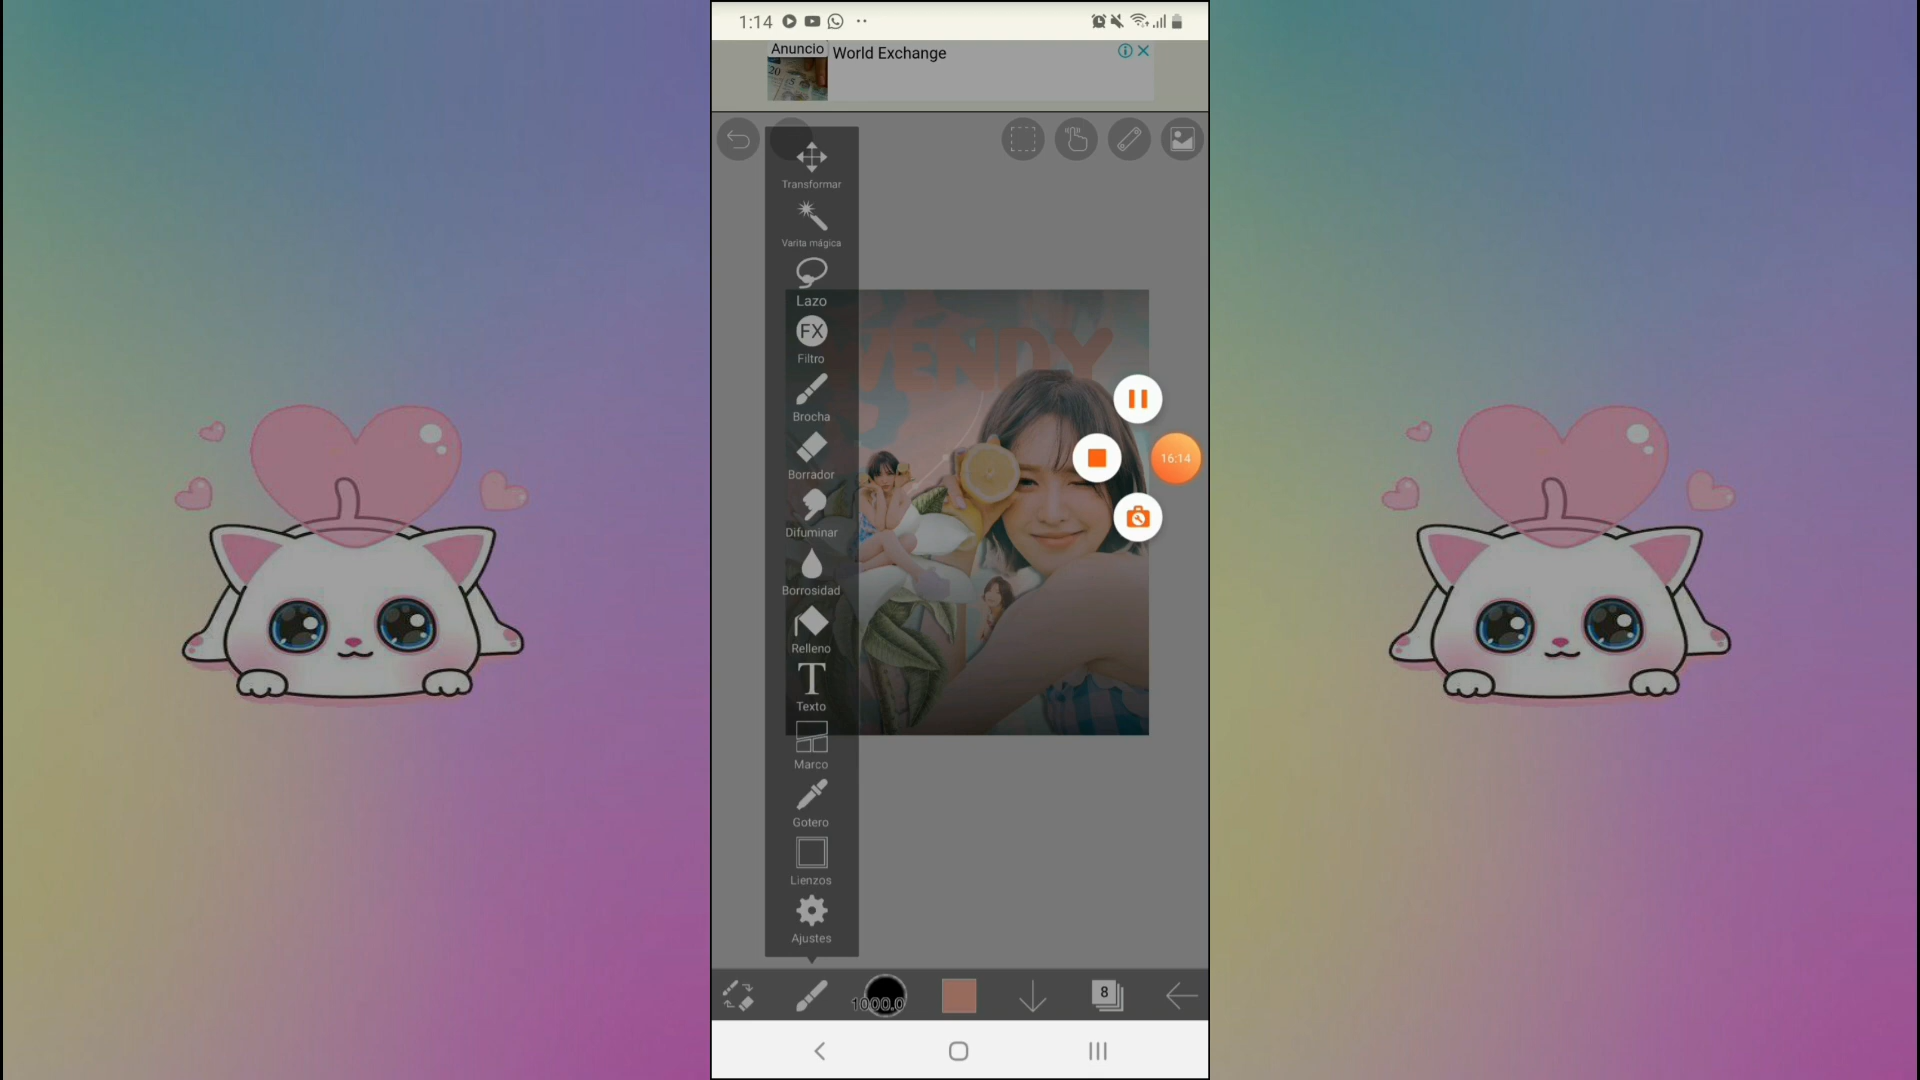 1:14
Anuncio
World Exchange
Transformar
Varita mágica
Lazo
FX
Filtro
WENDY
Brocha
Borrador
16:14
Difuminar
Borrosidad
Relleno
T
Texto
Marco
Gotero
Lienzos
Ajustes
1000.0
8